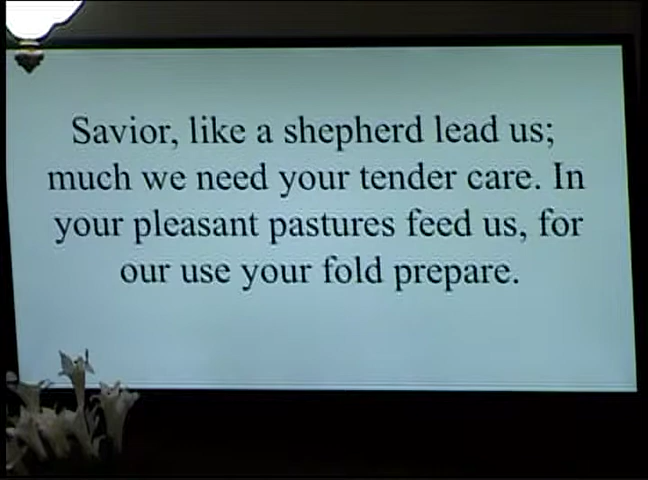 Savior, like a shepherd lead us;
much we need your tender care. In
your pleasant pastures feed us, for
our use your fold prepare.